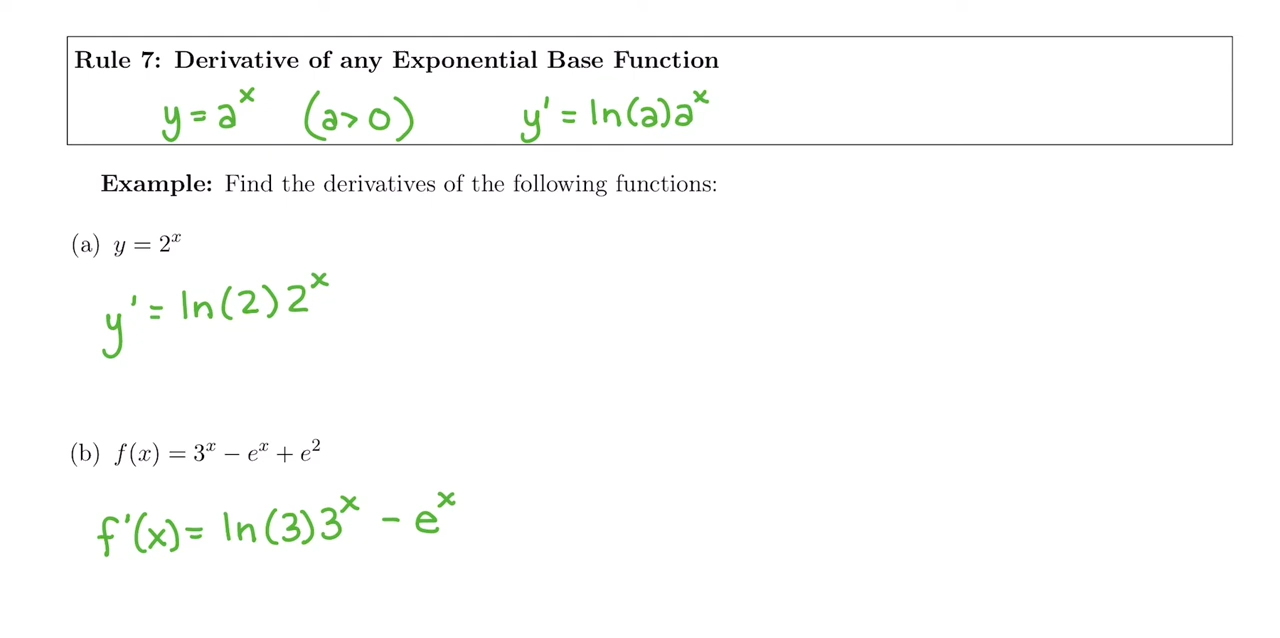 Rule 7: Derivative of any Exponential Base Function
y = a^x (a > 0) y' = ln(a)a^x
Example: Find the derivatives of the following functions:
(a) y = 2^x
y' = ln(2) 2^x
(b) f(x) = 3^x − e^x + e^2
f'(x) = ln(3) 3^x − e^x